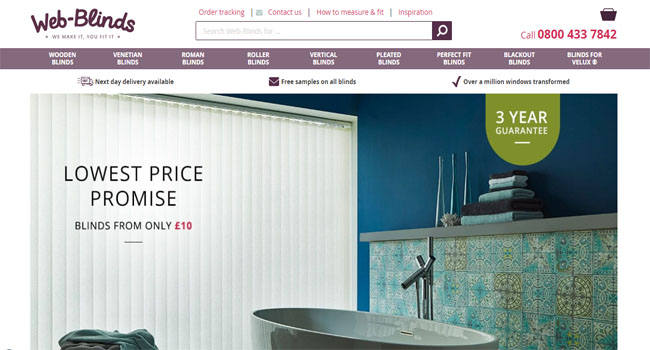 Order tracking | Contact us | How to measure & fit | Inspiration
Web-Blinds
• WE MAKE IT, YOU FIT IT •
Search Web-Blinds for ...
Call 0800 433 7842
WOODEN BLINDS
VENETIAN BLINDS
ROMAN BLINDS
ROLLER BLINDS
VERTICAL BLINDS
PLEATED BLINDS
PERFECT FIT BLINDS
BLACKOUT BLINDS
BLINDS FOR VELUX ®
Next day delivery available
Free samples on all blinds
Over a million windows transformed
3 YEAR
GUARANTEE
LOWEST PRICE
PROMISE
BLINDS FROM ONLY £10